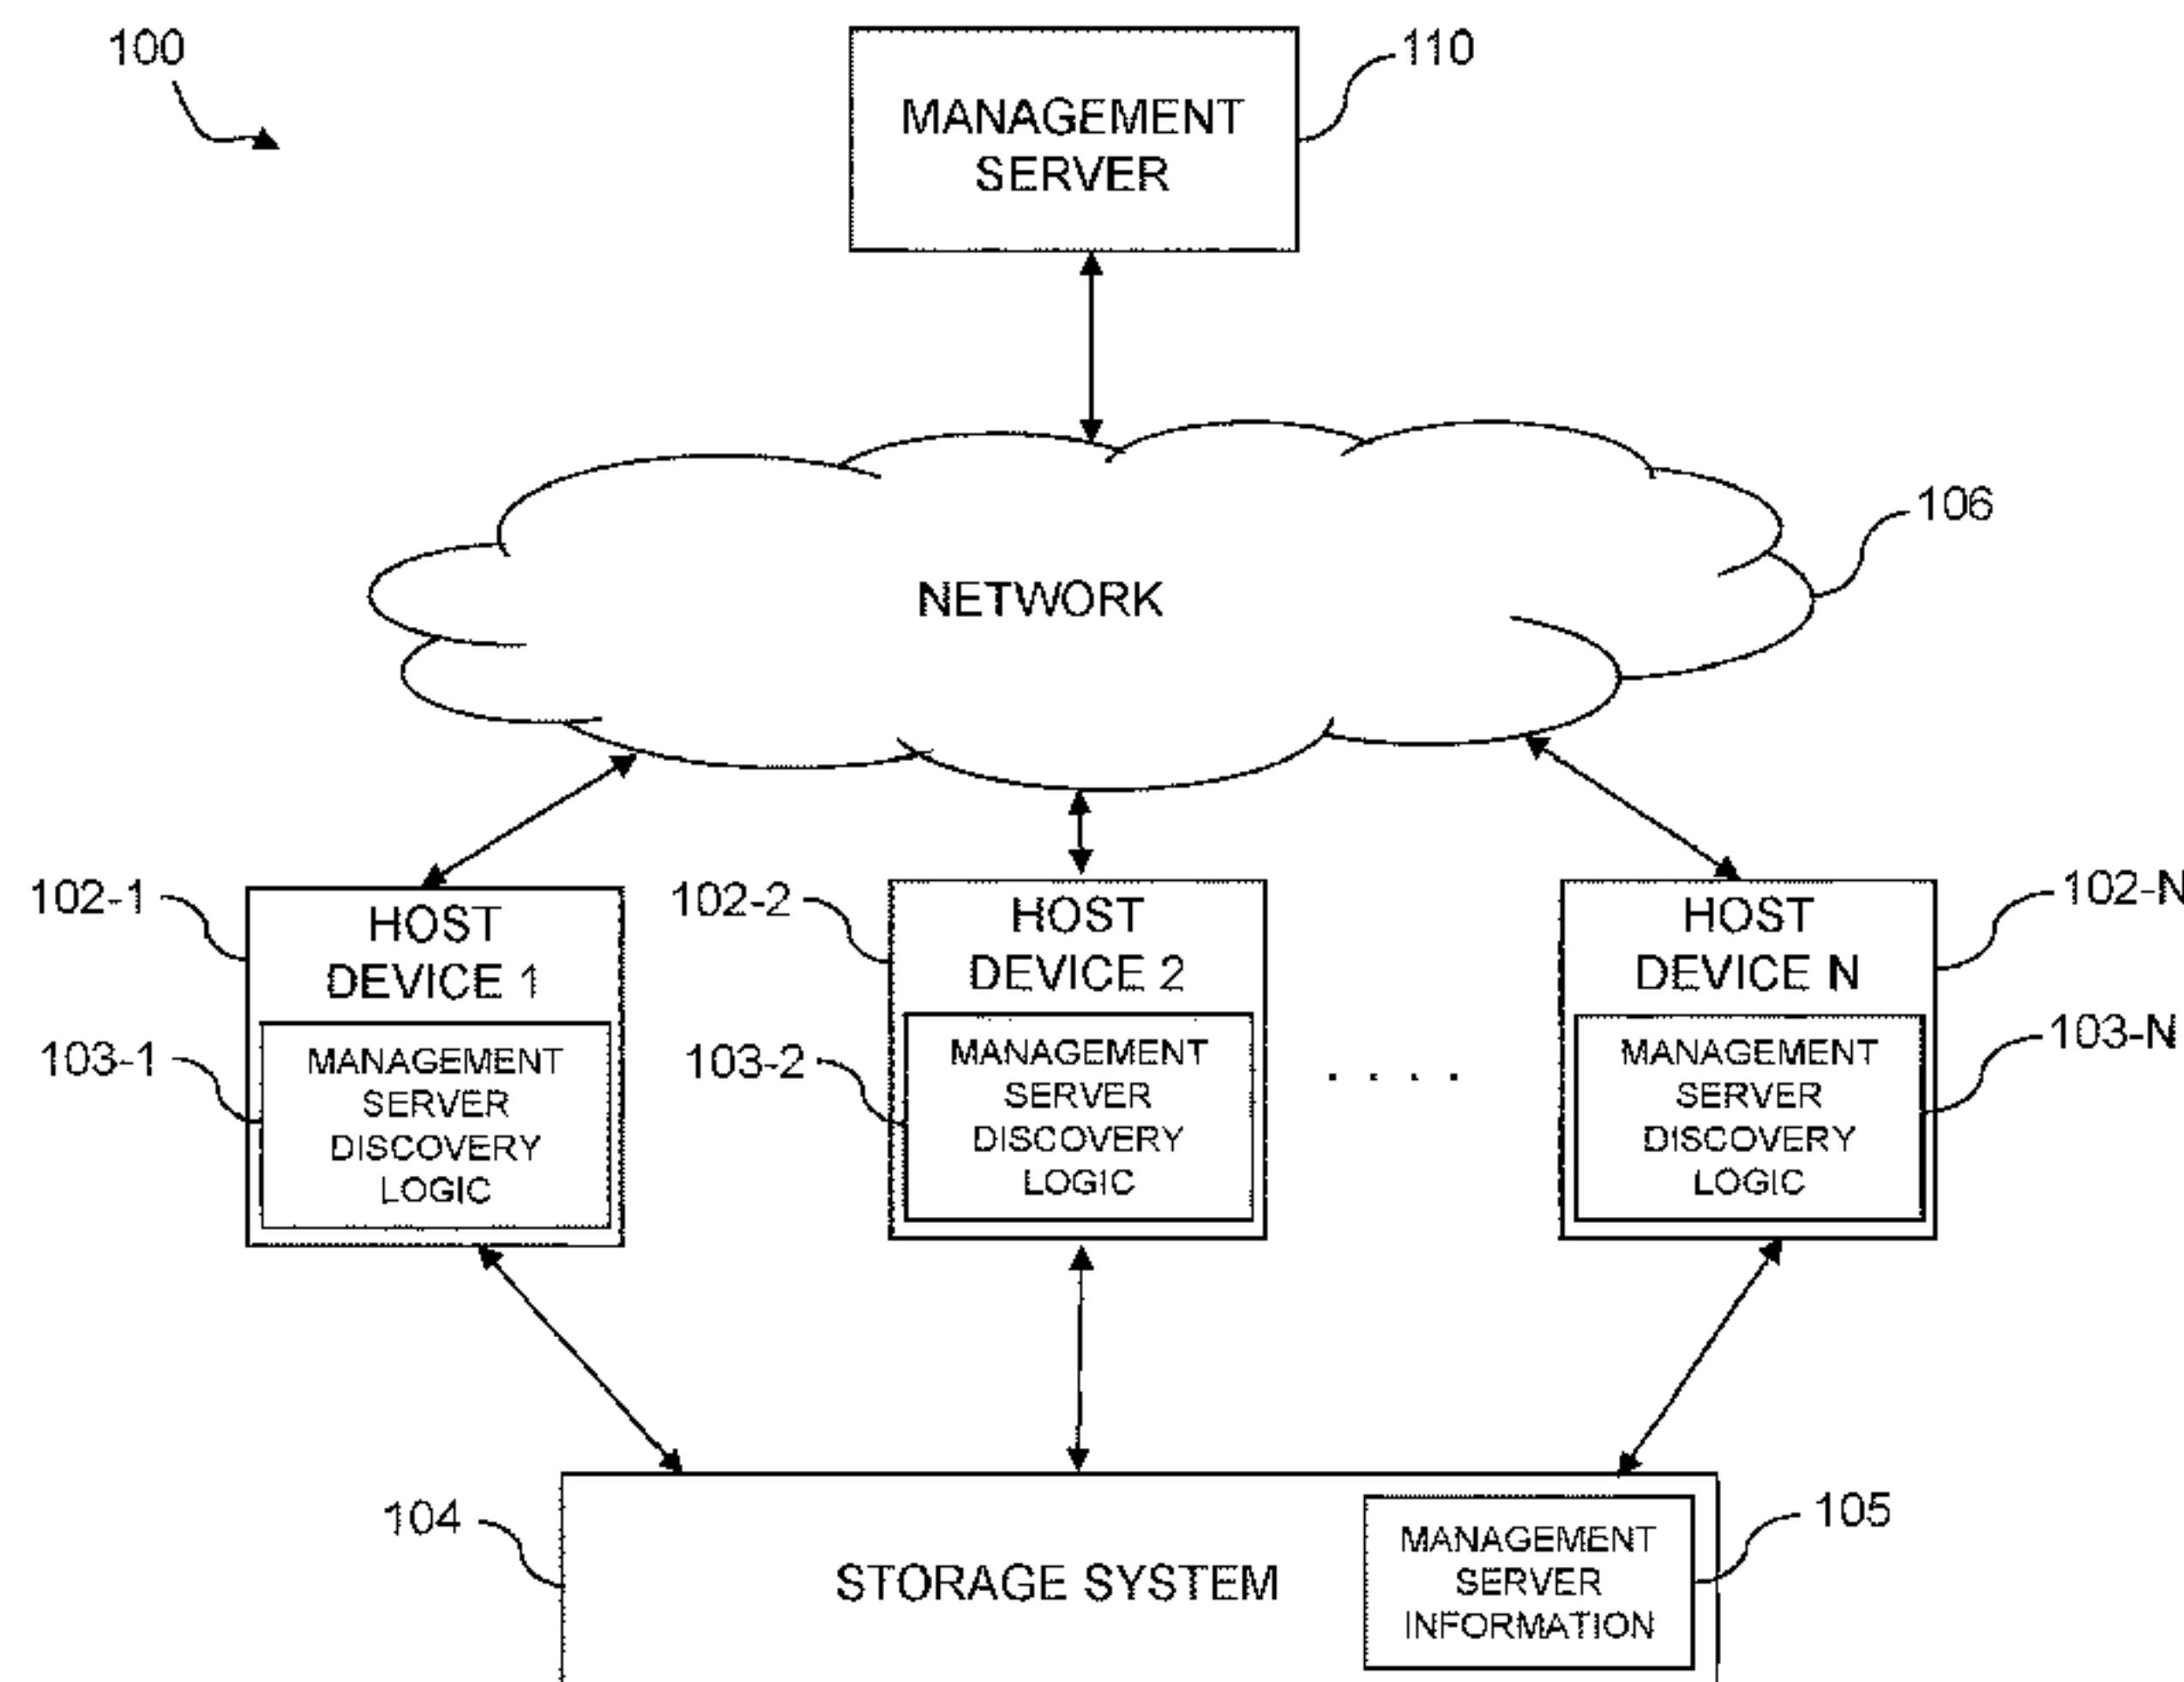 100
110
MANAGEMENT
SERVER
106
NETWORK
102-1
HOST
DEVICE 1
103-1
MANAGEMENT
SERVER
DISCOVERY
LOGIC
102-2
HOST
DEVICE 2
103-2
MANAGEMENT
SERVER
DISCOVERY
LOGIC
. . . .
102-N
HOST
DEVICE N
103-N
MANAGEMENT
SERVER
DISCOVERY
LOGIC
104
STORAGE SYSTEM
105
MANAGEMENT
SERVER
INFORMATION